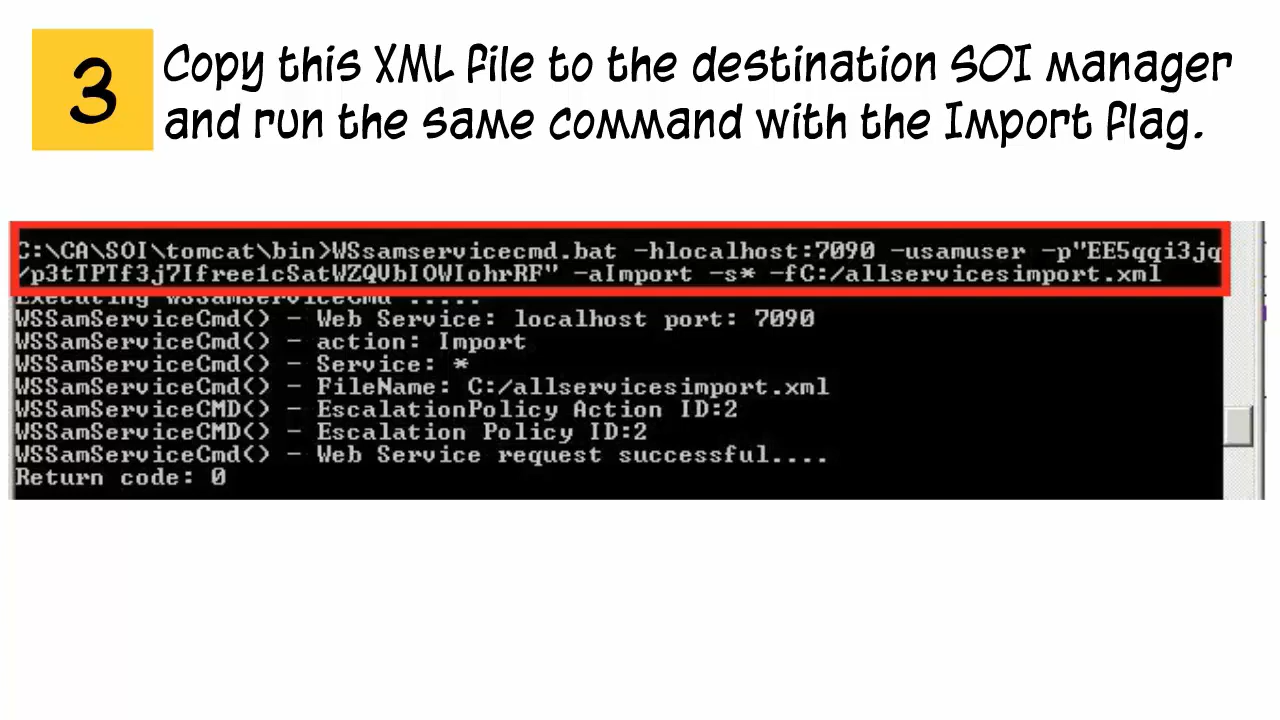 3
Copy this XML file to the destination SOI manager
and run the same command with the Import flag.
C:\CA\SOI\tomcat\bin>WSsamservicecmd.bat -hlocalhost:7090 -usamuser -p"EE5qqi3jq
/p3tTPTf3j7Ifree1cSatWZQVbIOWIohrRF" -aImport -s* -fC:/allservicesimport.xml
Executing WSSamServiceCmd .....
WSSamServiceCmd() - Web Service: localhost port: 7090
WSSamServiceCmd() - action: Import
WSSamServiceCmd() - Service: *
WSSamServiceCmd() - FileName: C:/allservicesimport.xml
WSSamServiceCMD() - EscalationPolicy Action ID:2
WSSamServiceCMD() - Escalation Policy ID:2
WSSamServiceCmd() - Web Service request successful....
Return code: 0